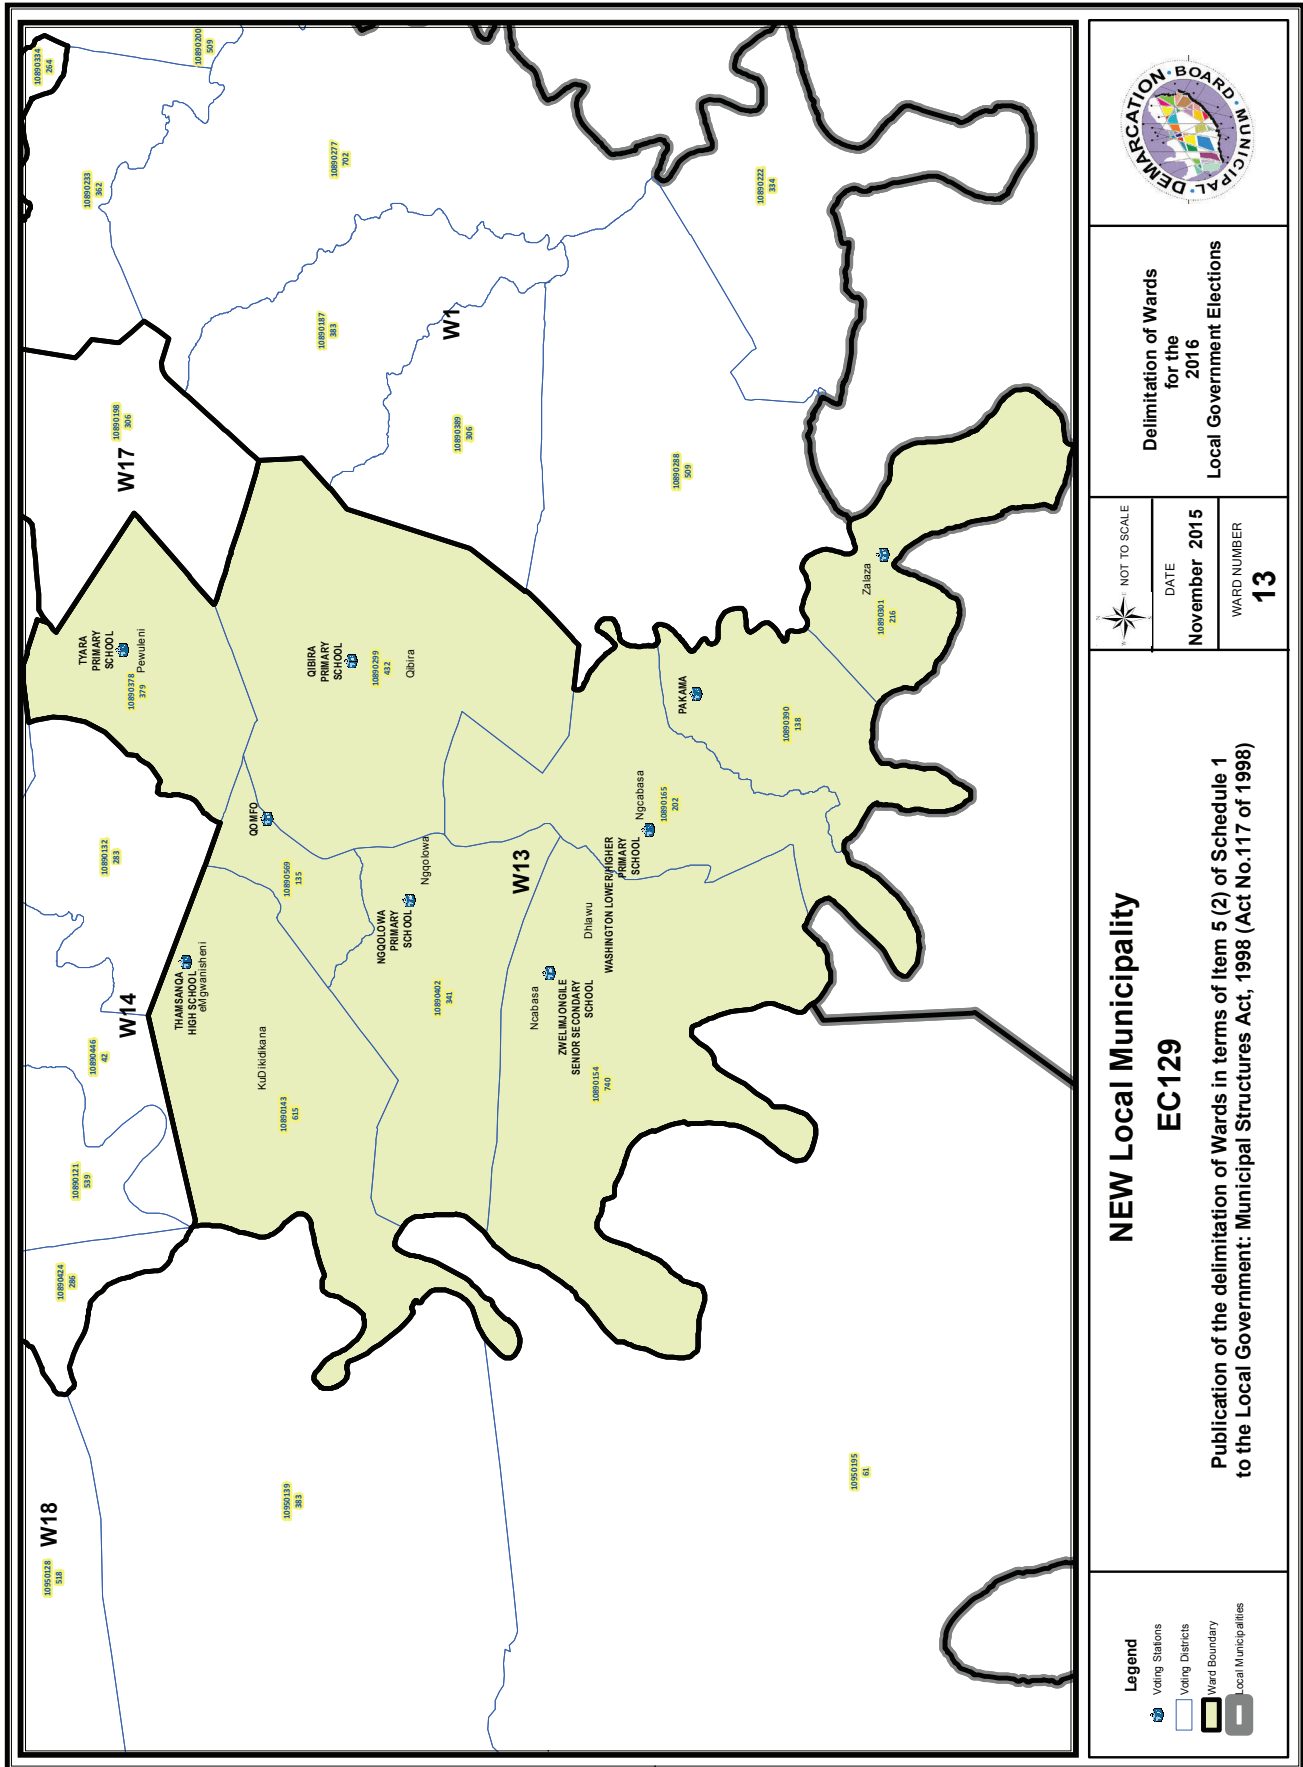 10890334
264
10890200
509
10890233
362
10890277
702
10890222
334
10890187
383
W1
10890389
306
10890198
306
W17
10890288
509
TYARA
PRIMARY
SCHOOL
Pewuleni
10890378
379
QIBIRA
PRIMARY
SCHOOL
10890299
432
Qibira
Zalaza
10890301
216
PAKAMA
10890390
138
QOMFO
Ngcabasa
10890165
202
10890132
283
10890569
135
Ngqolowa
NGQOLOWA
PRIMARY
SCHOOL
W13
WASHINGTON LOWER/HIGHER
PRIMARY
SCHOOL
Dhlawu
THAMSANQA
HIGH SCHOOL
eMgwanisheni
W14
10890446
42
KuDikidikana
10890402
341
Ncabasa
ZWELIMJONGILE
SENIOR SECONDARY
SCHOOL
10890154
740
10890143
615
10890121
539
10890424
286
W18
10950128
518
10950139
383
10950195
61
Legend
Voting Stations
Voting Districts
Ward Boundary
Local Municipalities
NEW Local Municipality
EC129
Publication of the delimitation of Wards in terms of Item 5 (2) of Schedule 1
to the Local Government: Municipal Structures Act, 1998 (Act No.117 of 1998)
N
W
E
S
NOT TO SCALE
DATE
November 2015
WARD NUMBER
13
Delimitation of Wards
for the
2016
Local Government Elections
MUNICIPAL • DEMARCATION • BOARD •